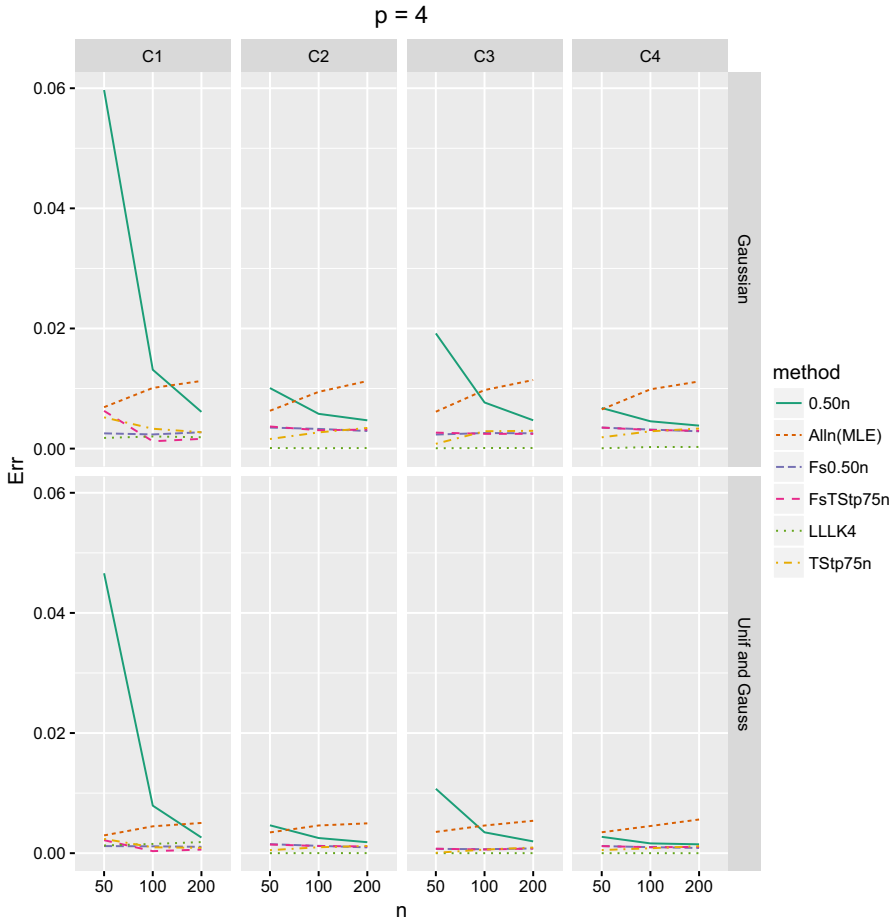 p = 4
C1 C2 C3 C4
0.06
0.04
0.02
0.00
Gaussian
Err
0.06
0.04
0.02
0.00
Unif and Gauss
50 100 200 50 100 200 50 100 200 50 100 200
n
method
0.50n
Alln(MLE)
Fs0.50n
FsTStp75n
LLLK4
TStp75n